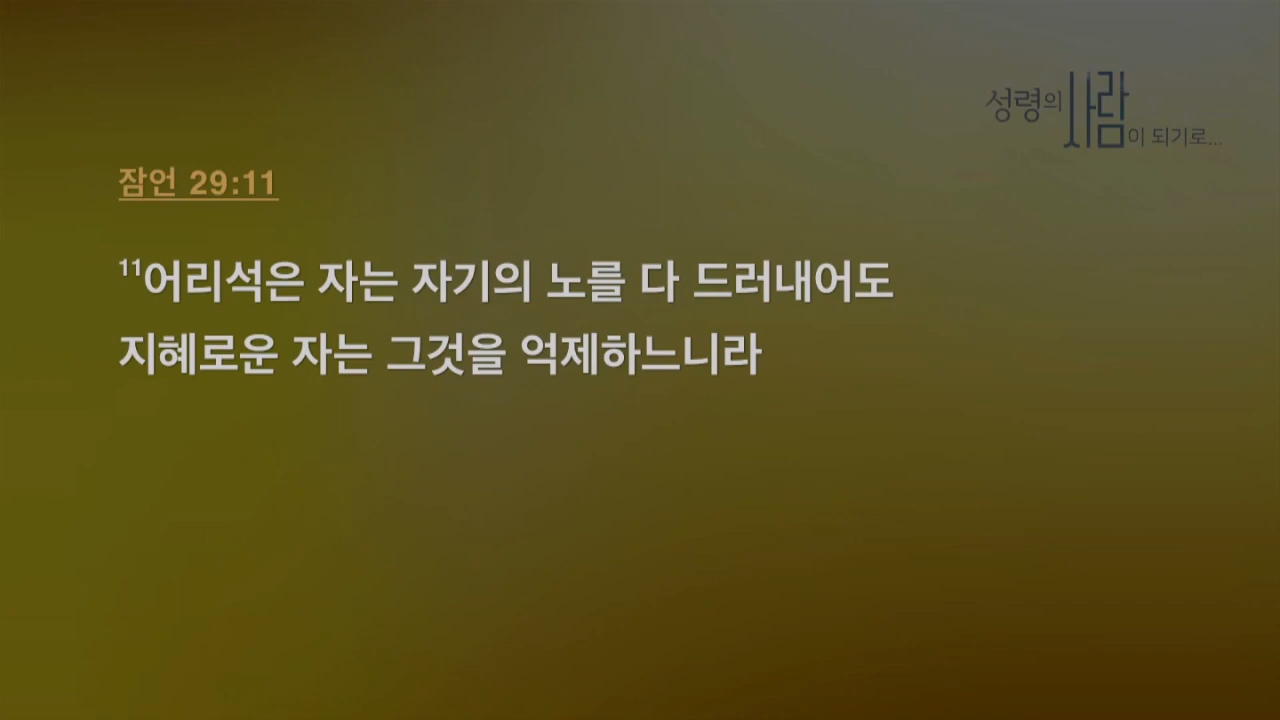 성령의 사람이 되기로...
잠언 29:11
¹¹어리석은 자는 자기의 노를 다 드러내어도
지혜로운 자는 그것을 억제하느니라